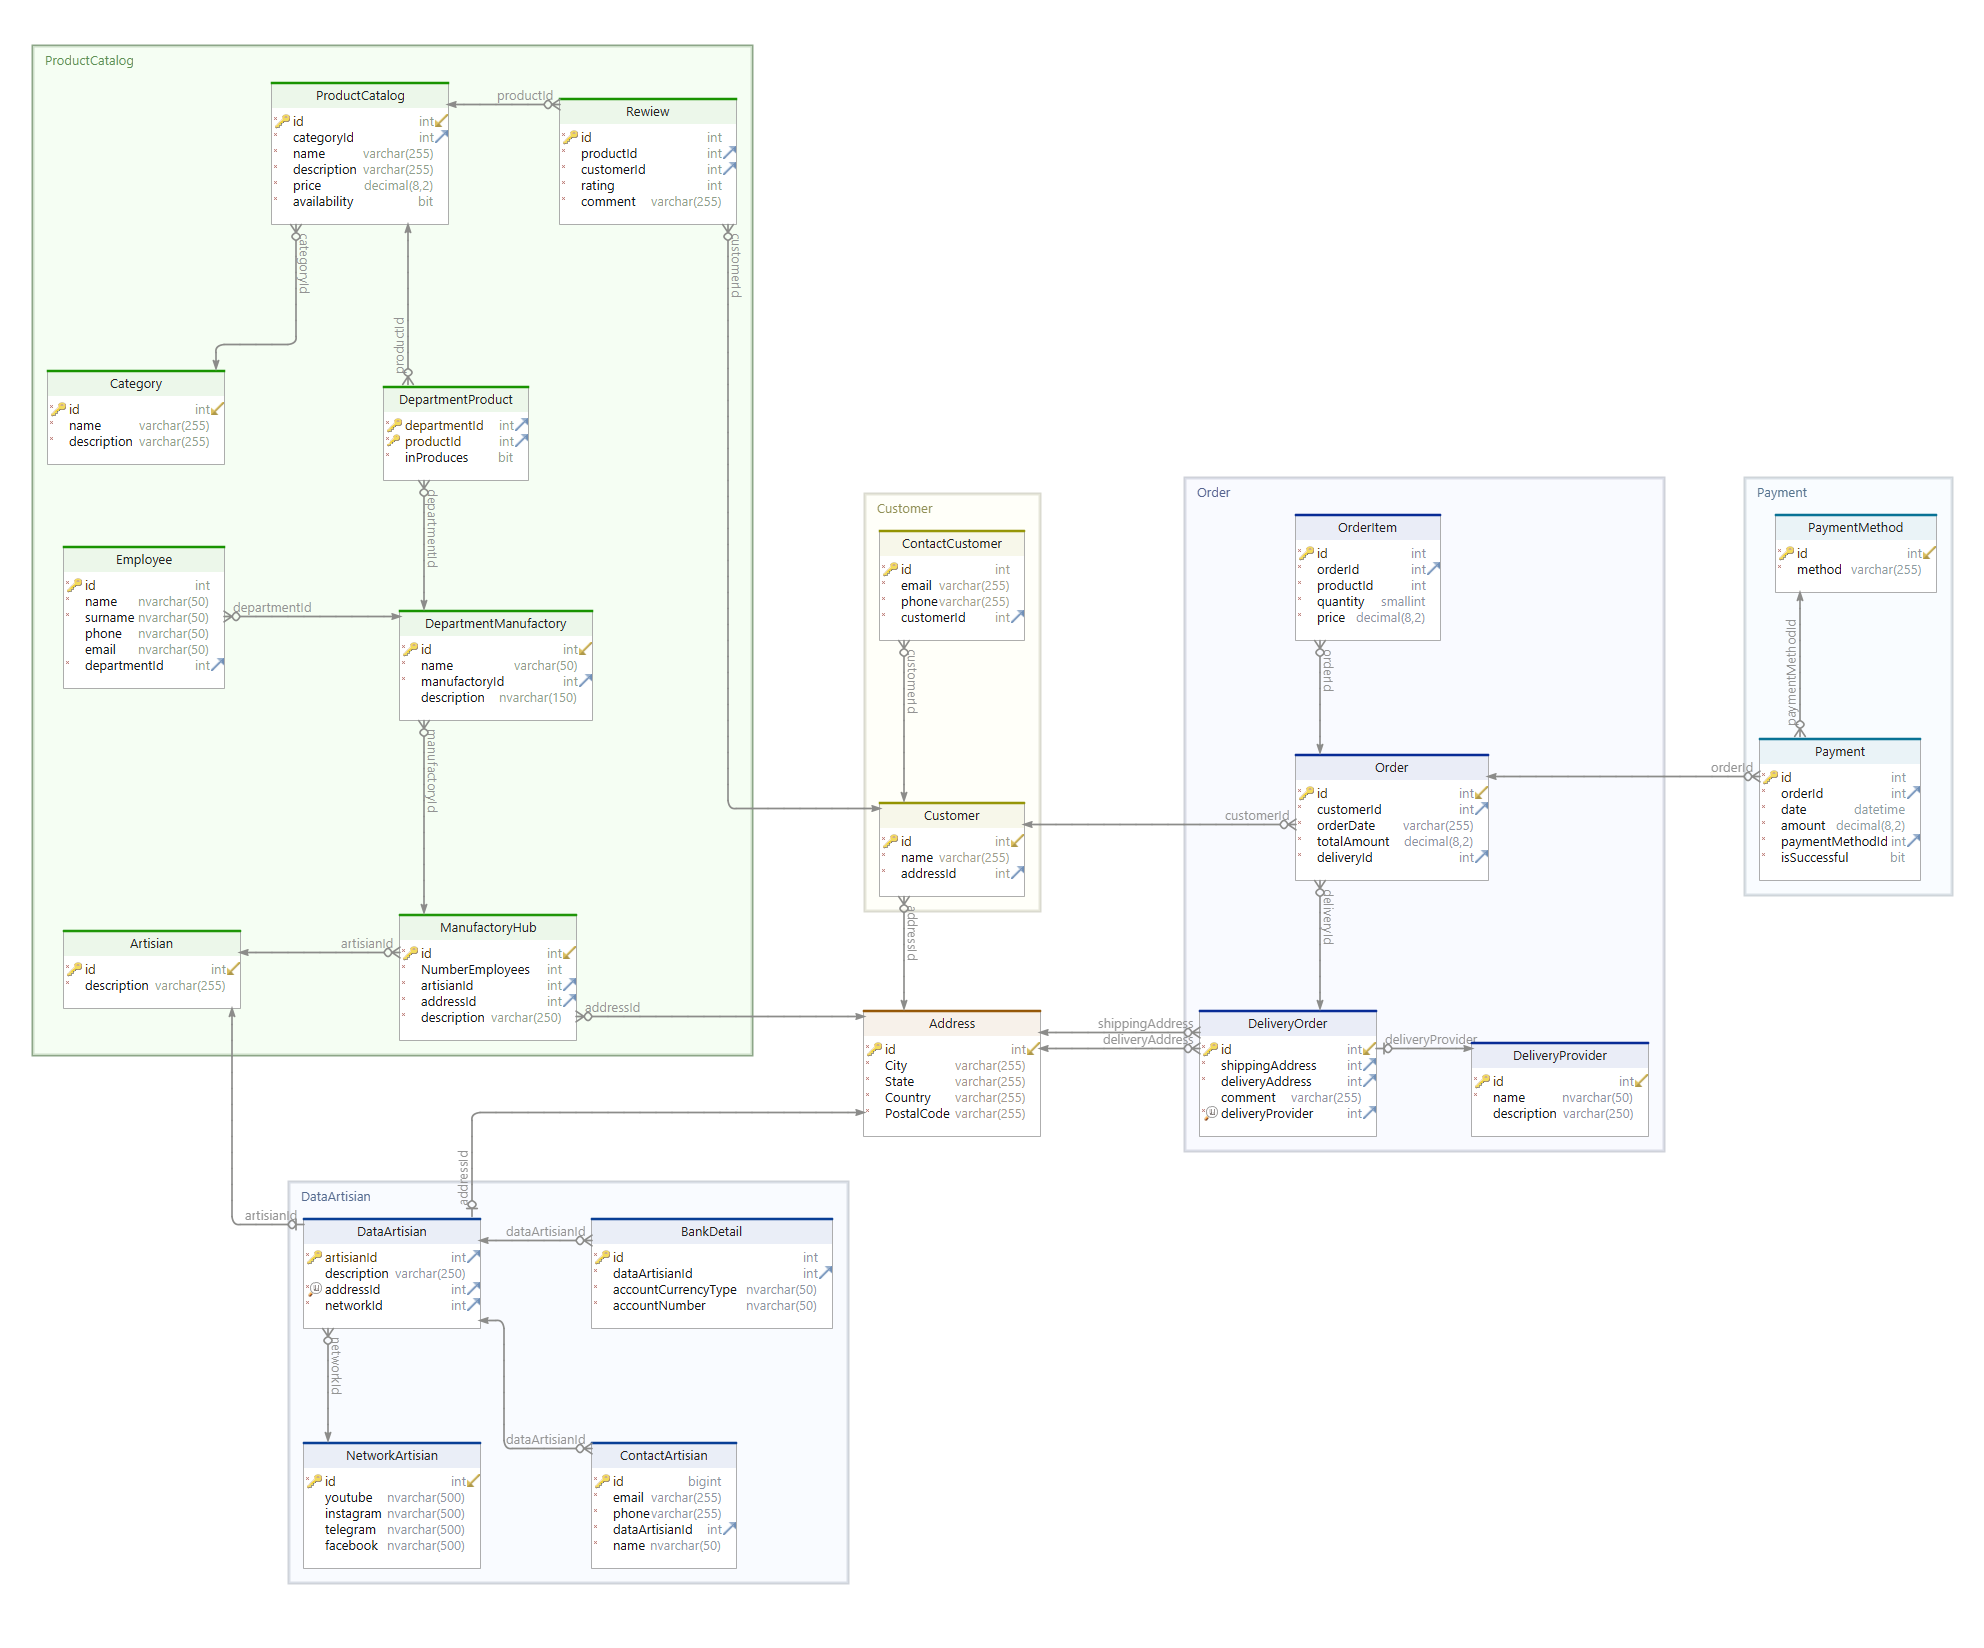 ProductCatalog
ProductCatalog
id int
categoryId int
name varchar(255)
description varchar(255)
price decimal(8,2)
availability bit
productId
Rewiew
id int
productId int
customerId int
rating int
comment varchar(255)
categoryId
customerId
productId
Category
id int
name varchar(255)
description varchar(255)
DepartmentProduct
departmentId int
productId int
inProduces bit
departmentId
Employee
id int
name nvarchar(50)
surname nvarchar(50)
phone nvarchar(50)
email nvarchar(50)
departmentId int
departmentId
DepartmentManufactory
id int
name varchar(50)
manufactoryId int
description nvarchar(150)
manufactoryId
Artisian
id int
description varchar(255)
artisianId
ManufactoryHub
id int
NumberEmployees int
artisianId int
addressId int
description varchar(250)
addressId
Customer
ContactCustomer
id int
email varchar(255)
phone varchar(255)
customerId int
customerId
Customer
id int
name varchar(255)
addressId int
addressId
Address
id int
City varchar(255)
State varchar(255)
Country varchar(255)
PostalCode varchar(255)
Order
OrderItem
id int
orderId int
productId int
quantity smallint
price decimal(8,2)
orderId
customerId
Order
id int
customerId int
orderDate varchar(255)
totalAmount decimal(8,2)
deliveryId int
deliveryId
shippingAddress
deliveryAddress
DeliveryOrder
id int
shippingAddress int
deliveryAddress int
comment varchar(255)
deliveryProvider int
deliveryProvider
DeliveryProvider
id int
name nvarchar(50)
description varchar(250)
Payment
PaymentMethod
id int
method varchar(255)
paymentMethodId
orderId
Payment
id int
orderId int
date datetime
amount decimal(8,2)
paymentMethodId int
isSuccessful bit
DataArtisian
addressId
artisianId
DataArtisian
artisianId int
description varchar(250)
addressId int
networkId int
dataArtisianId
BankDetail
id int
dataArtisianId int
accountCurrencyType nvarchar(50)
accountNumber nvarchar(50)
networkId
NetworkArtisian
id int
youtube nvarchar(500)
instagram nvarchar(500)
telegram nvarchar(500)
facebook nvarchar(500)
dataArtisianId
ContactArtisian
id bigint
email varchar(255)
phone varchar(255)
dataArtisianId int
name nvarchar(50)